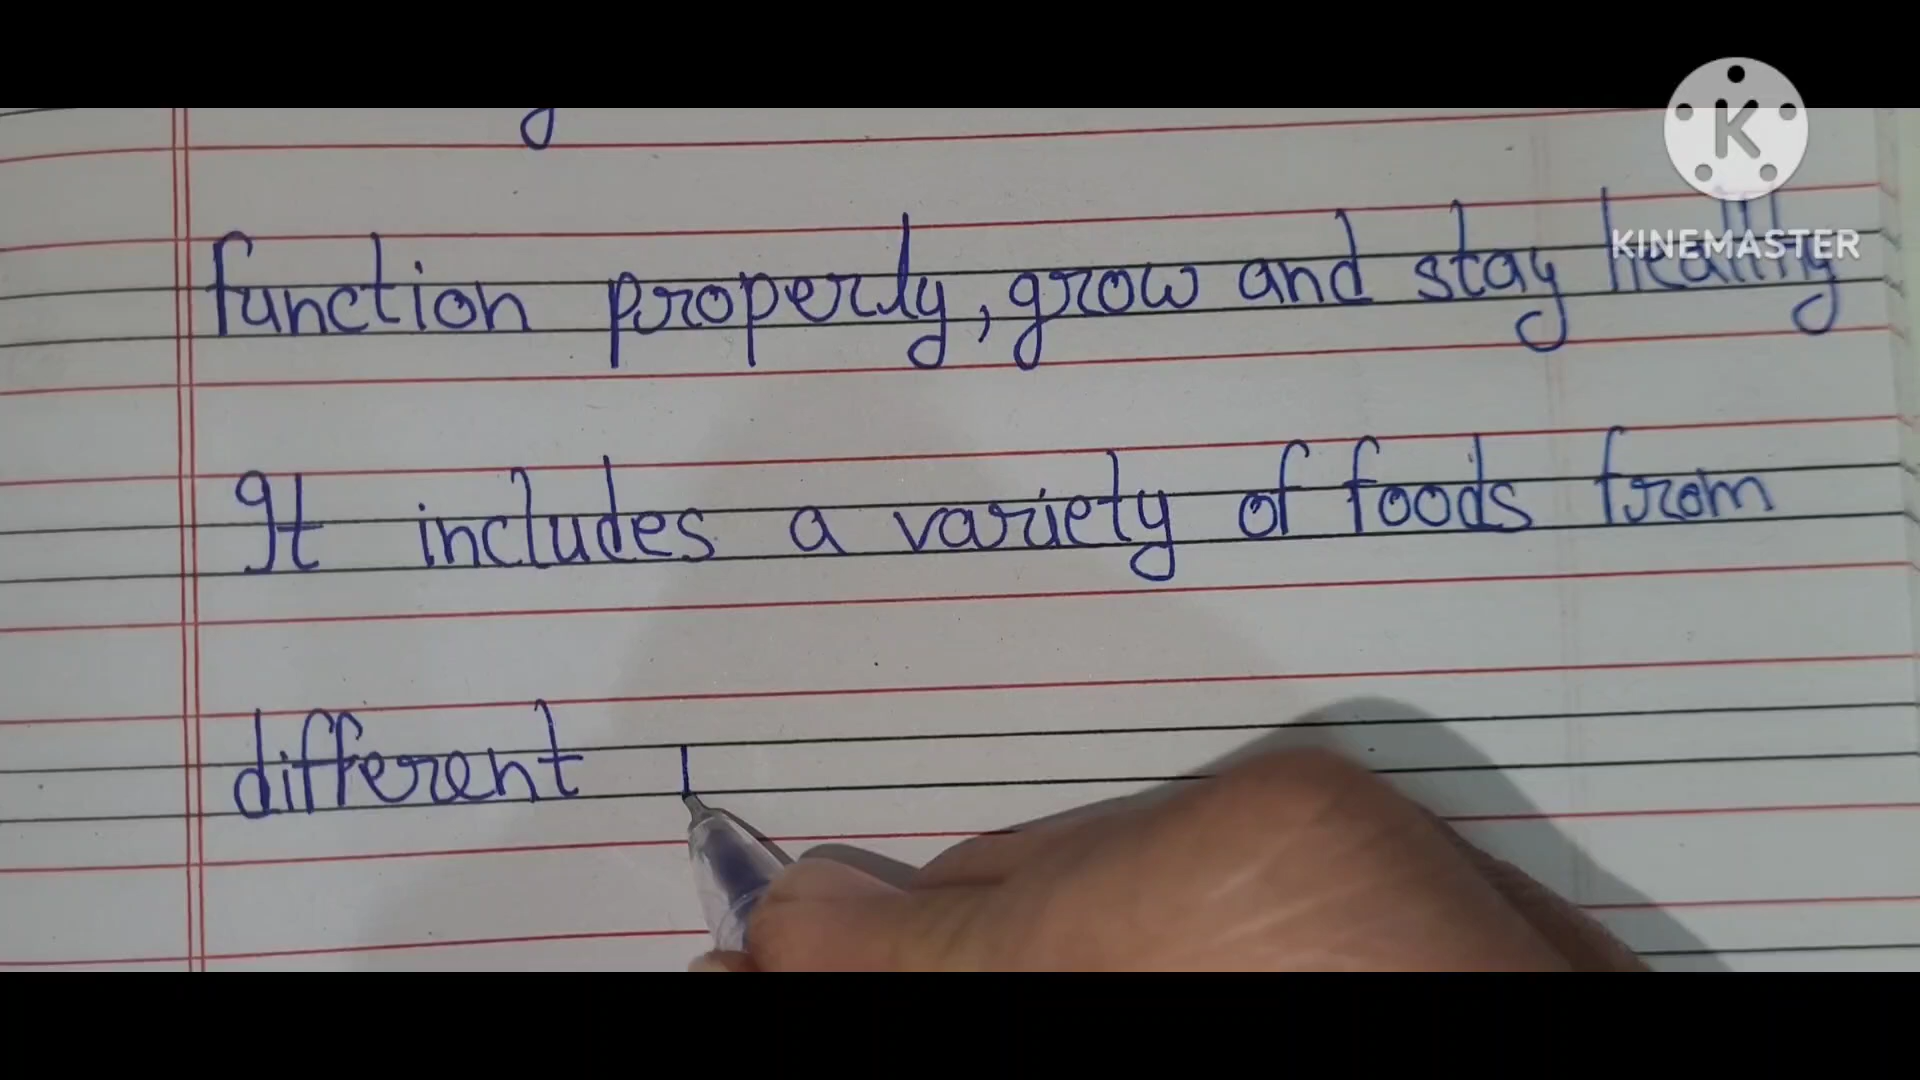 function properly, grow and stay healthy
It includes a variety of foods from
different
K
KINEMASTER